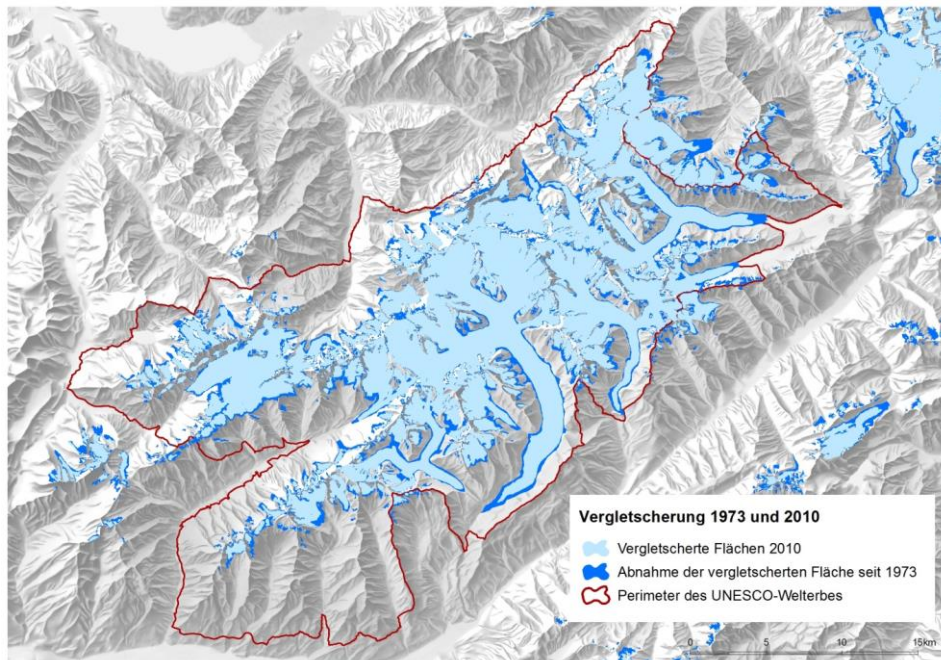 Vergletscherung 1973 und 2010
Vergletscherte Flächen 2010
Abnahme der vergletscherten Fläche seit 1973
Perimeter des UNESCO-Welterbes
0 5 10 15km